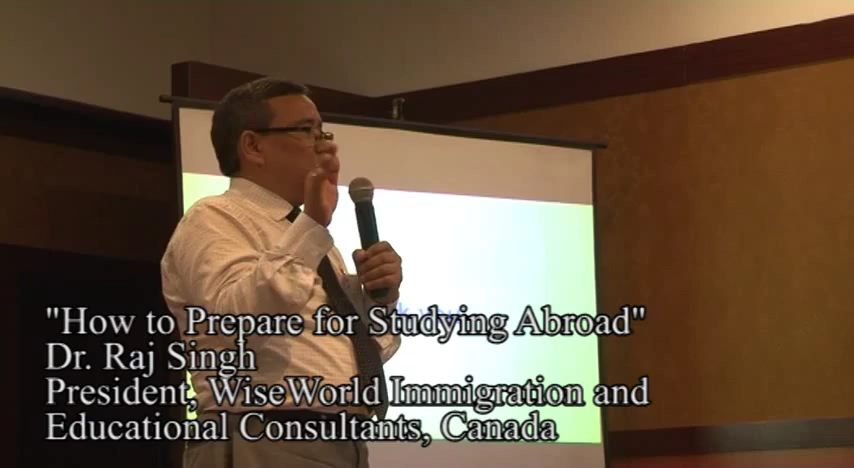 "How to Prepare for Studying Abroad"
Dr. Raj Singh
President, WiseWorld Immigration and
Educational Consultants, Canada